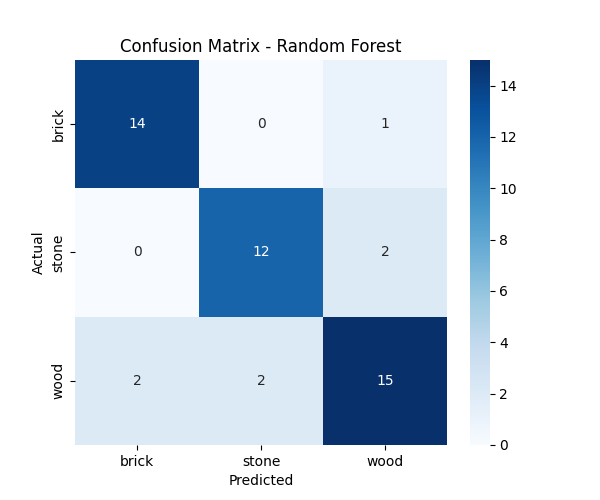 Confusion Matrix - Random Forest
Actual
brick 14 0 1
stone 0 12 2
wood 2 2 15
brick stone wood
Predicted
14
12
10
8
6
4
2
0